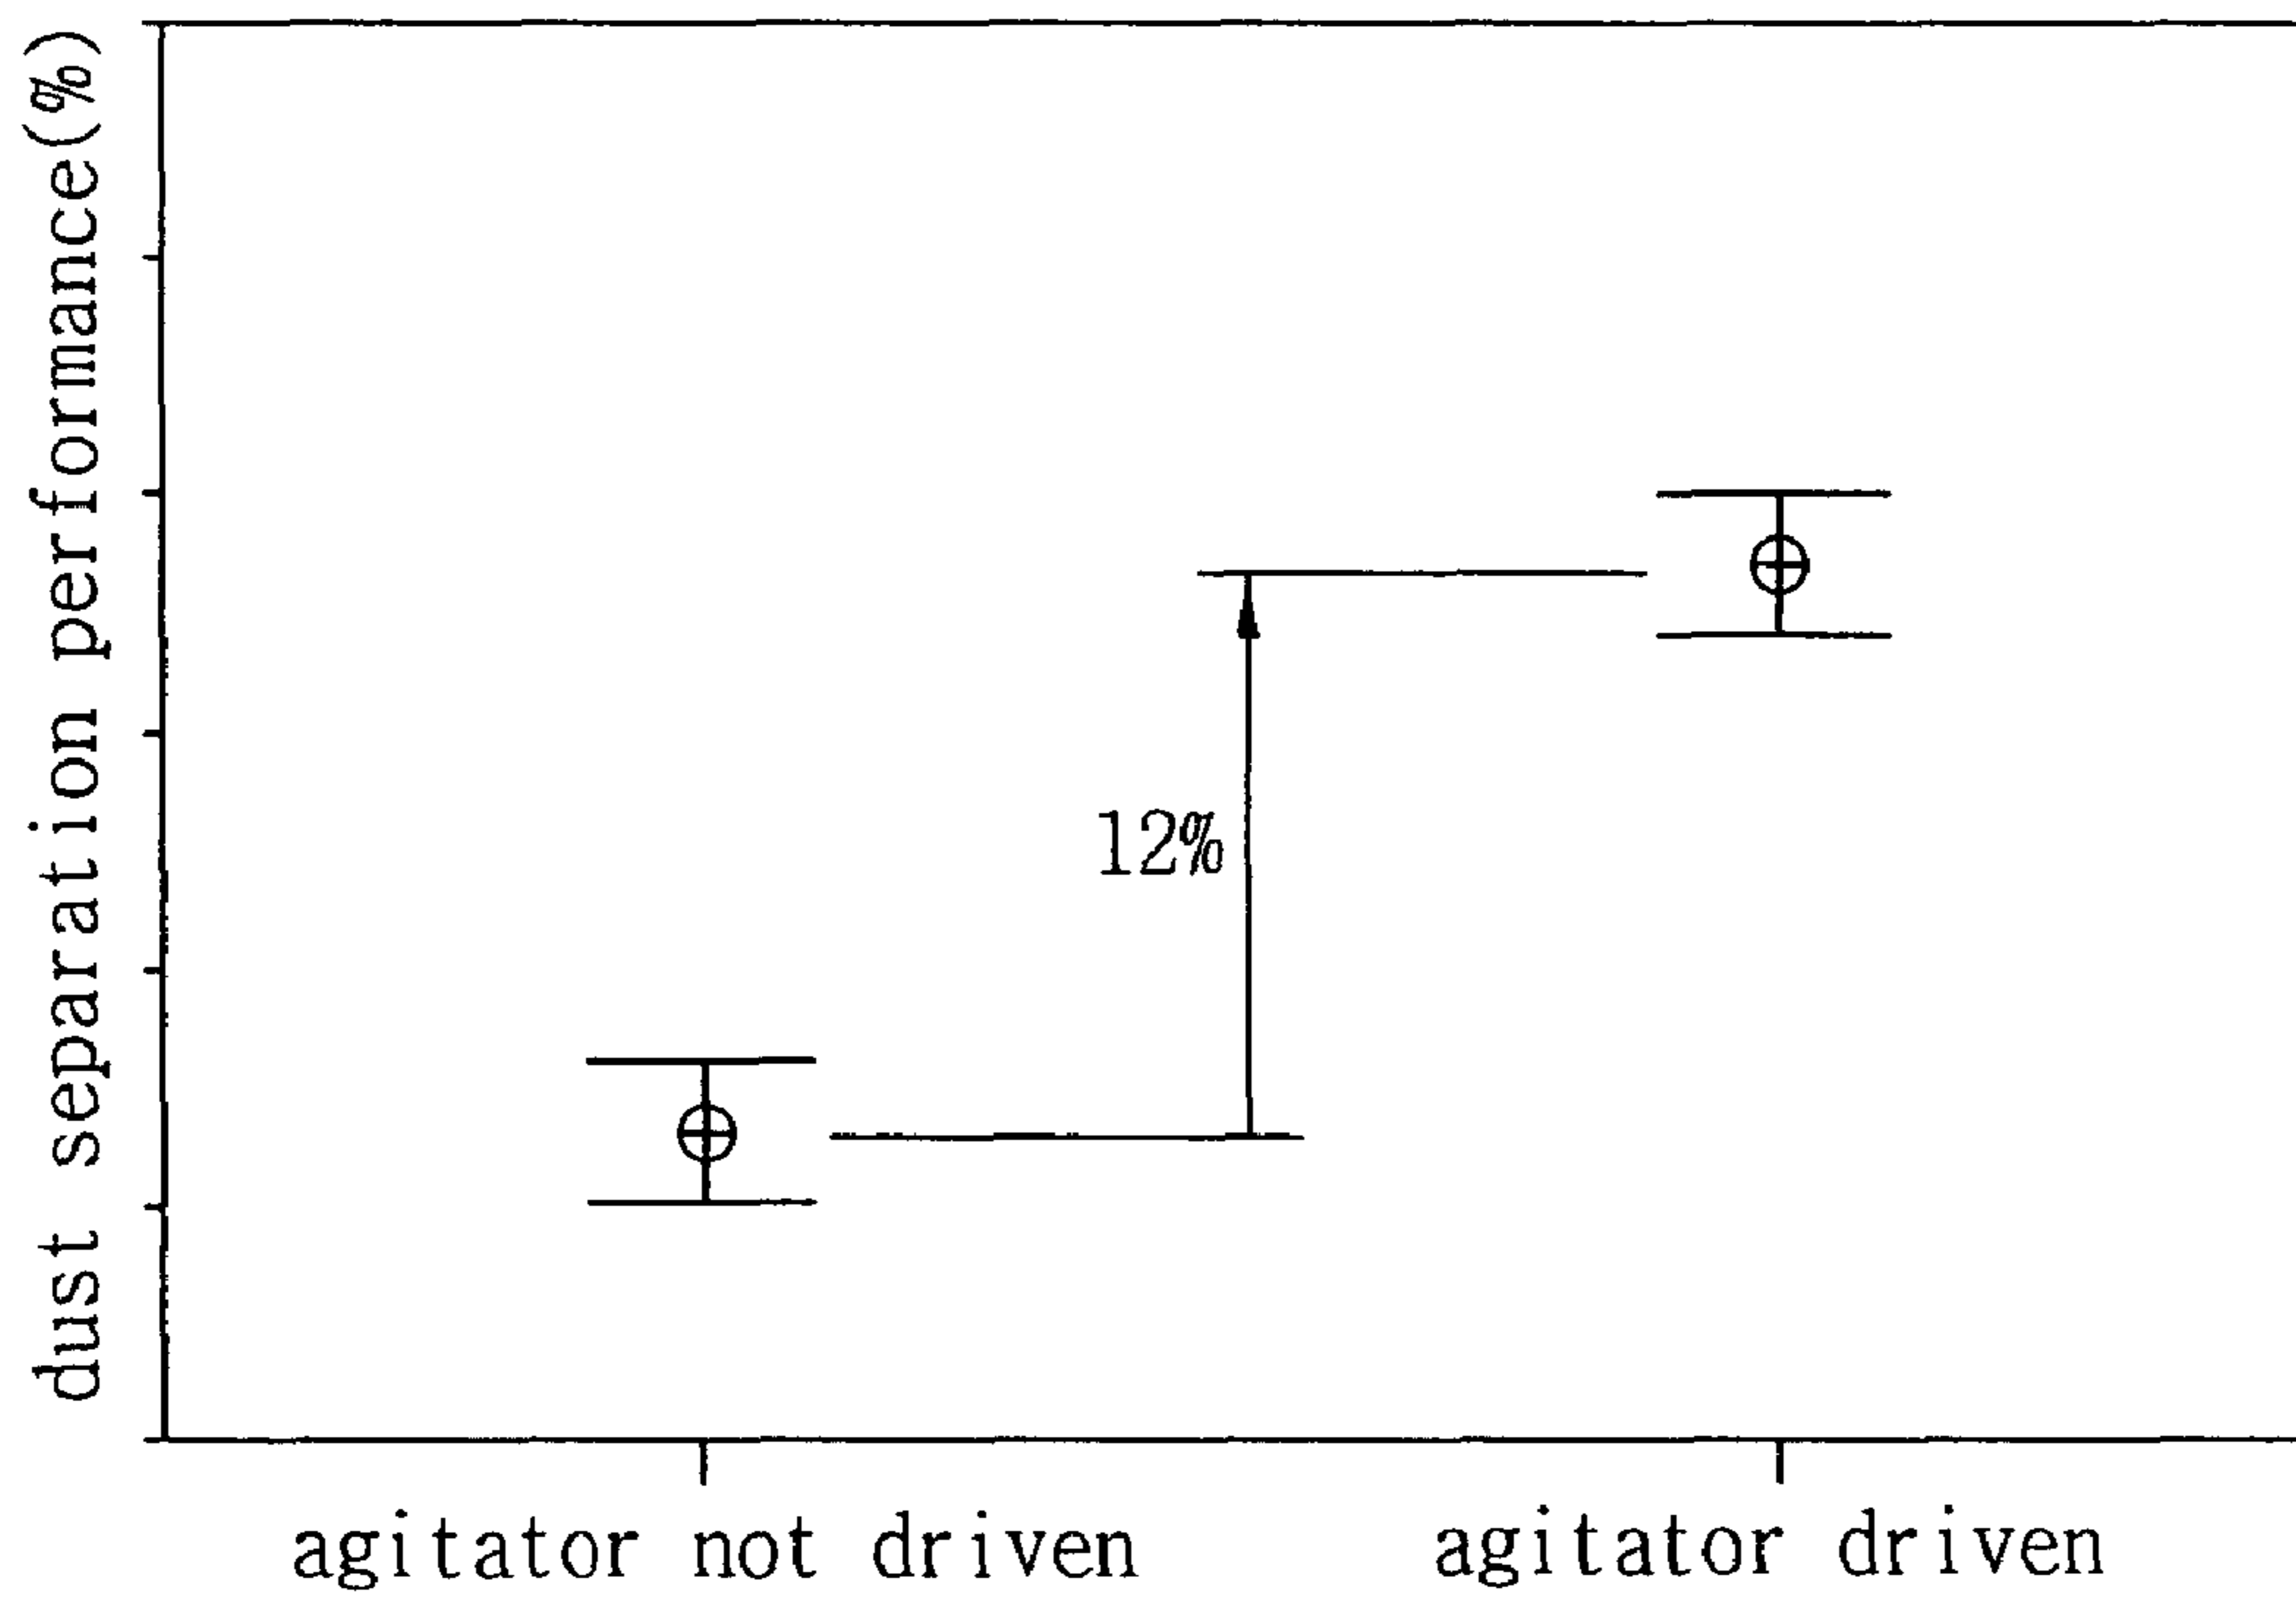 dust separation performance(%)
12%
agitator not driven
agitator driven